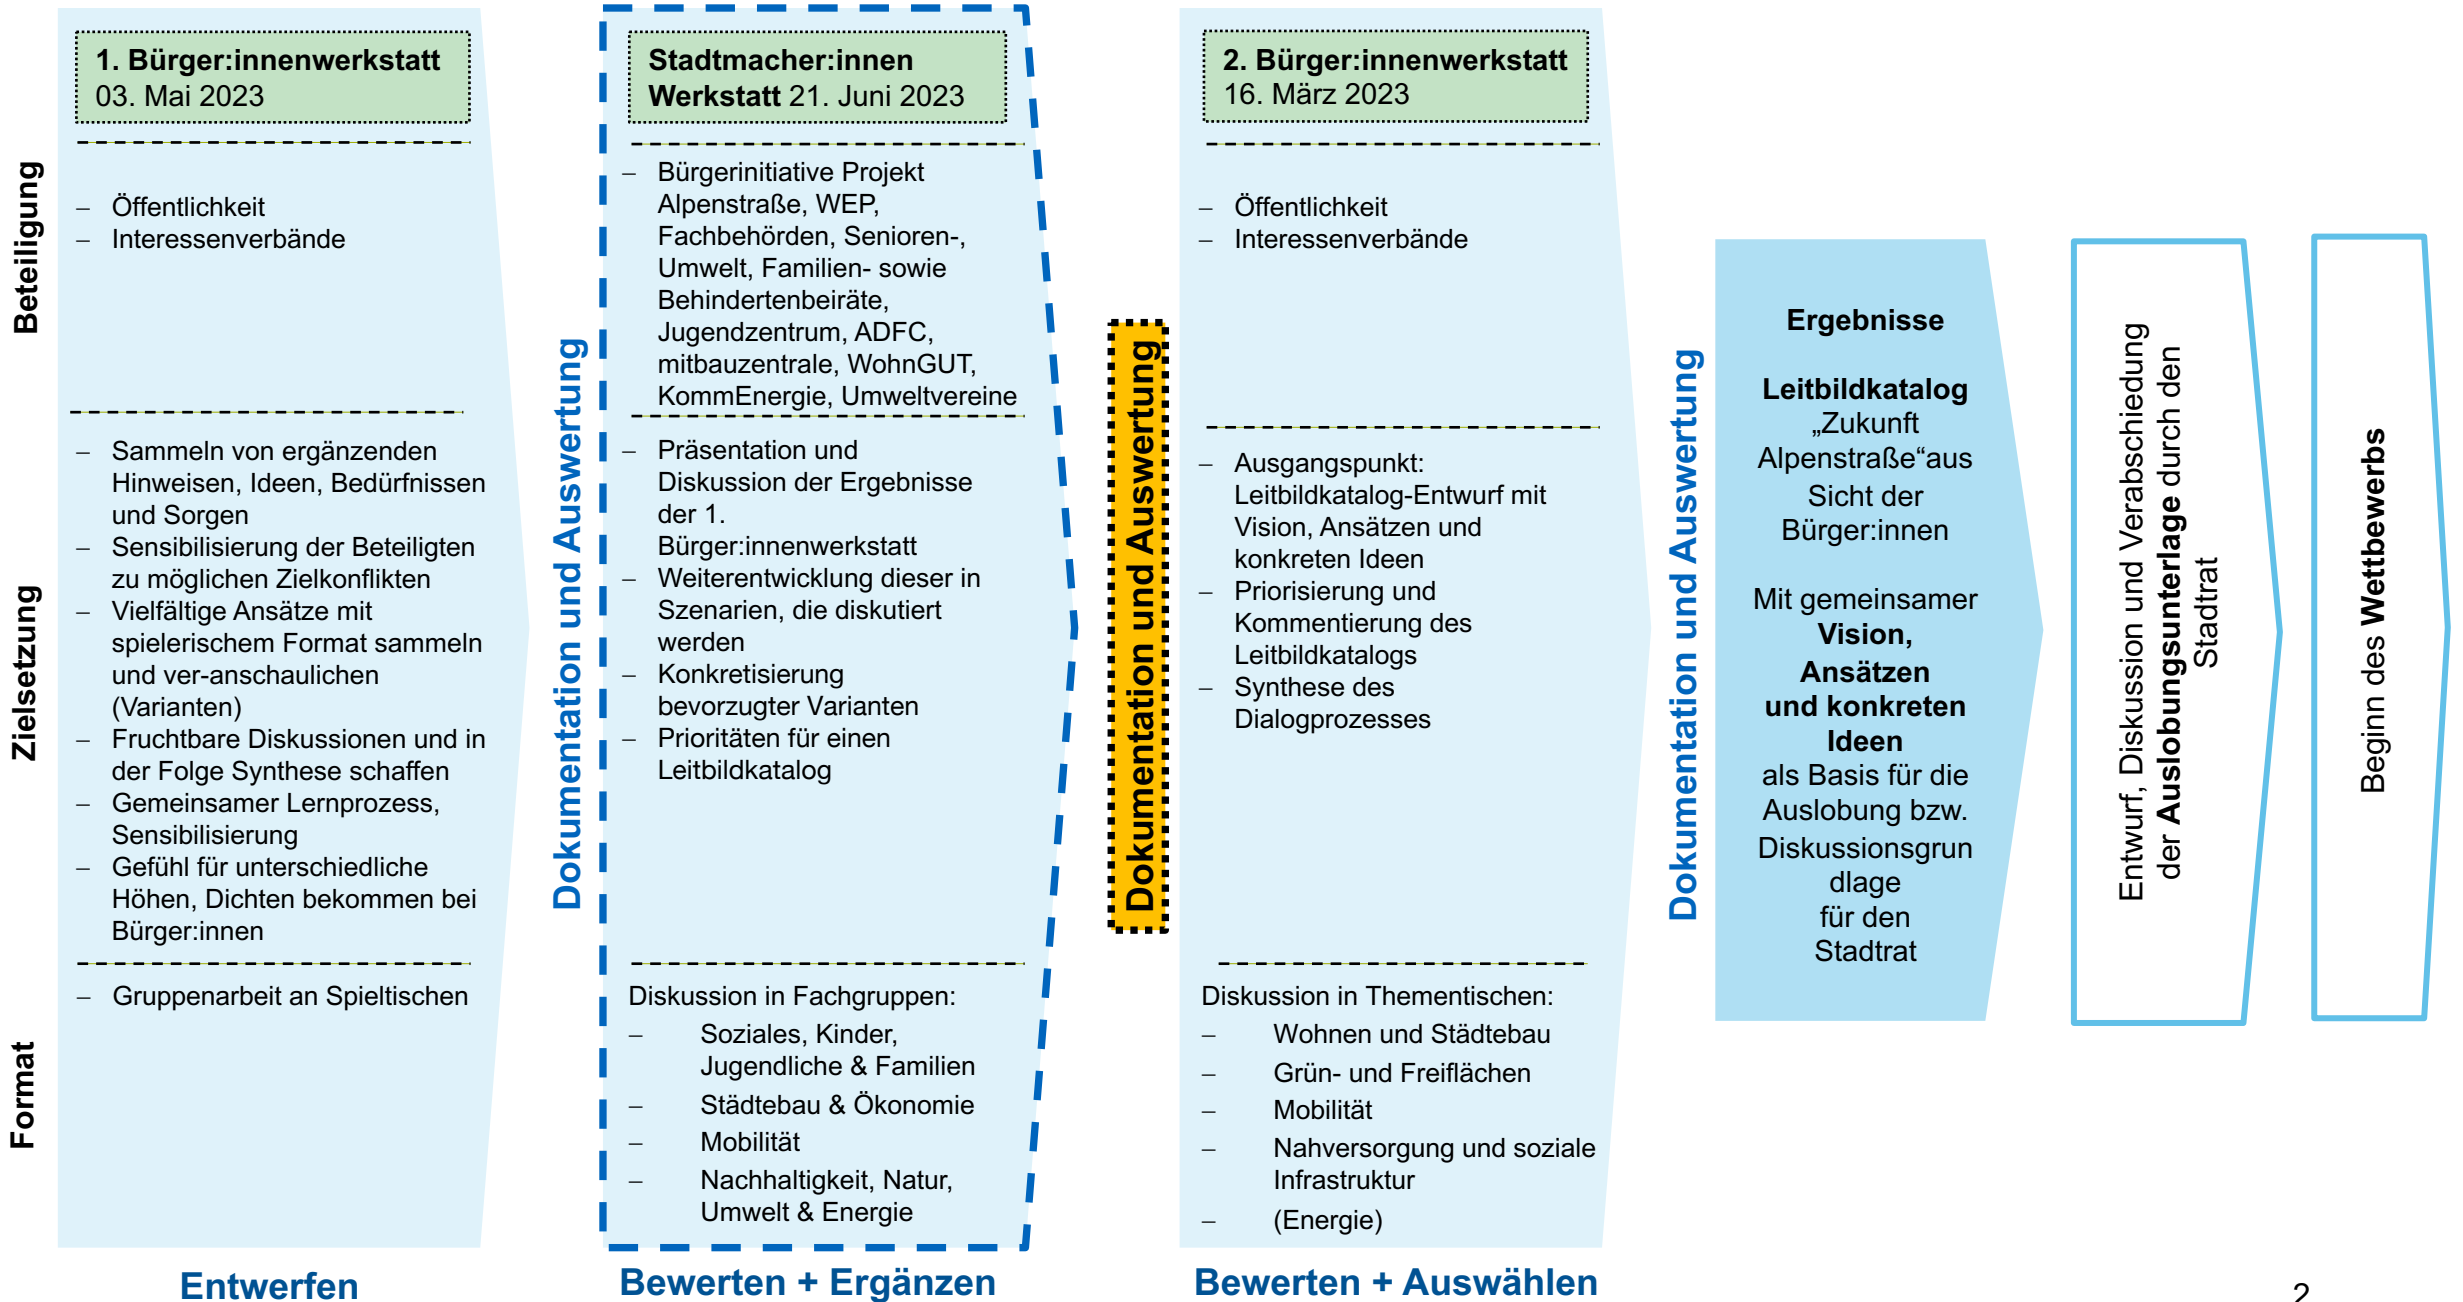 Beteiligung
Zielsetzung
Format
1. Bürger:innenwerkstatt
03. Mai 2023
– Öffentlichkeit
– Interessenverbände
– Sammeln von ergänzenden
Hinweisen, Ideen, Bedürfnissen
und Sorgen
– Sensibilisierung der Beteiligten
zu möglichen Zielkonflikten
– Vielfältige Ansätze mit
spielerischem Format sammeln
und ver-anschaulichen
(Varianten)
– Fruchtbare Diskussionen und in
der Folge Synthese schaffen
– Gemeinsamer Lernprozess,
Sensibilisierung
– Gefühl für unterschiedliche
Höhen, Dichten bekommen bei
Bürger:innen
– Gruppenarbeit an Spieltischen
Entwerfen
Dokumentation und Auswertung
Stadtmacher:innen
Werkstatt 21. Juni 2023
– Bürgerinitiative Projekt
Alpenstraße, WEP,
Fachbehörden, Senioren-,
Umwelt, Familien- sowie
Behindertenbeiräte,
Jugendzentrum, ADFC,
mitbauzentrale, WohnGUT,
KommEnergie, Umweltvereine
– Präsentation und
Diskussion der Ergebnisse
der 1.
Bürger:innenwerkstatt
– Weiterentwicklung dieser in
Szenarien, die diskutiert
werden
– Konkretisierung
bevorzugter Varianten
– Prioritäten für einen
Leitbildkatalog
Diskussion in Fachgruppen:
– Soziales, Kinder,
Jugendliche & Familien
– Städtebau & Ökonomie
– Mobilität
– Nachhaltigkeit, Natur,
Umwelt & Energie
Bewerten + Ergänzen
Dokumentation und Auswertung
2. Bürger:innenwerkstatt
16. März 2023
– Öffentlichkeit
– Interessenverbände
– Ausgangspunkt:
Leitbildkatalog-Entwurf mit
Vision, Ansätzen und
konkreten Ideen
– Priorisierung und
Kommentierung des
Leitbildkatalogs
– Synthese des
Dialogprozesses
Diskussion in Thementischen:
– Wohnen und Städtebau
– Grün- und Freiflächen
– Mobilität
– Nahversorgung und soziale
Infrastruktur
– (Energie)
Bewerten + Auswählen
Dokumentation und Auswertung
Ergebnisse
Leitbildkatalog
„Zukunft
Alpenstraße“aus
Sicht der
Bürger:innen
Mit gemeinsamer
Vision,
Ansätzen
und konkreten
Ideen
als Basis für die
Auslobung bzw.
Diskussionsgrun
dlage
für den
Stadtrat
Entwurf, Diskussion und Verabschiedung
der Auslobungsunterlage durch den
Stadtrat
Beginn des Wettbewerbs
2